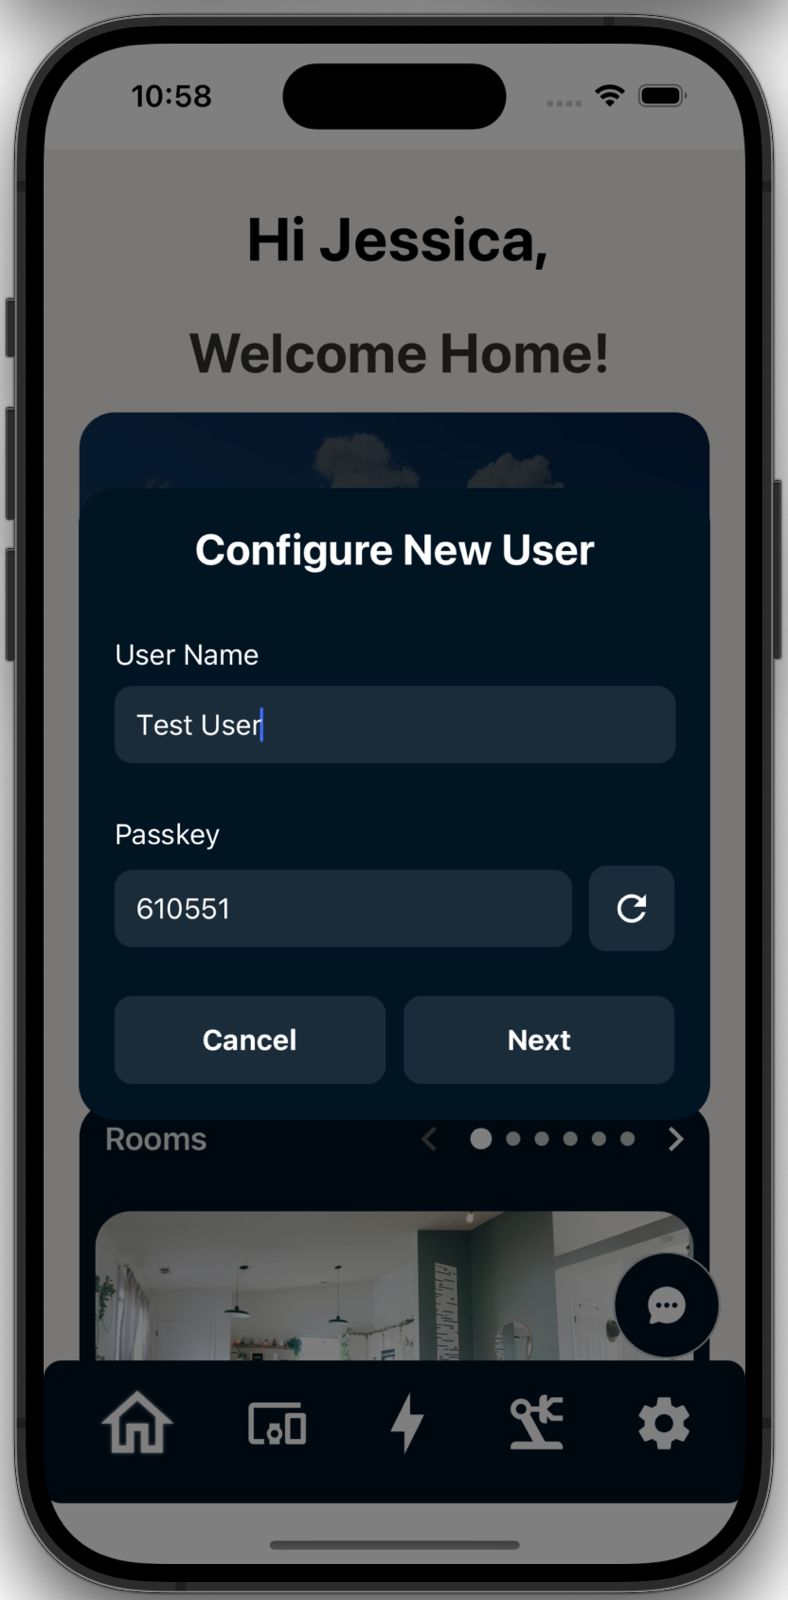 10:58
Hi Jessica,
Welcome Home!
Configure New User
User Name
Test User
Passkey
610551
Cancel
Next
Rooms